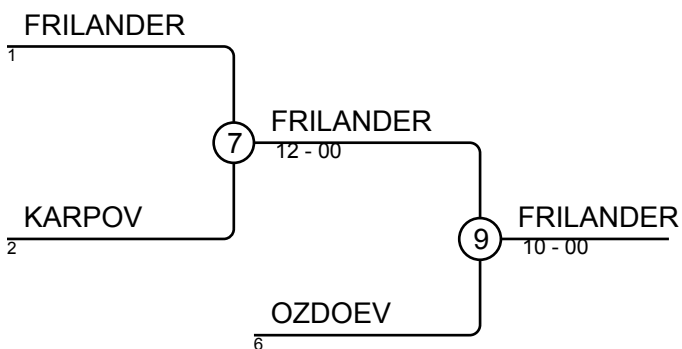 FRILANDER
1
7
FRILANDER
12 - 00
KARPOV
2
9
FRILANDER
10 - 00
OZDOEV
6